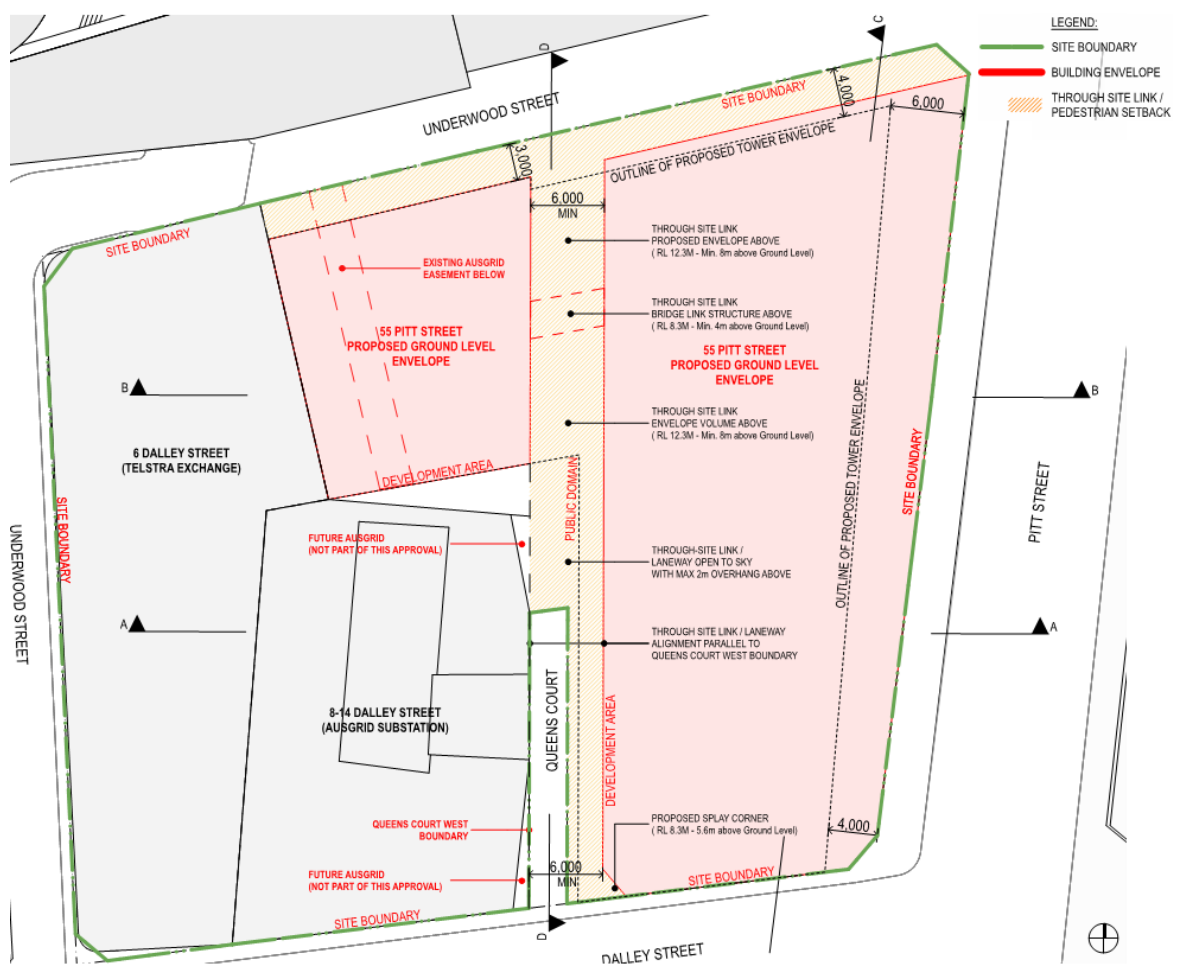 LEGEND:
SITE BOUNDARY
BUILDING ENVELOPE
THROUGH SITE LINK /
PEDESTRIAN SETBACK
D
C
UNDERWOOD STREET
SITE BOUNDARY
4,000
6,000
3,000
OUTLINE OF PROPOSED TOWER ENVELOPE
6,000
MIN
SITE BOUNDARY
THROUGH SITE LINK
PROPOSED ENVELOPE ABOVE
( RL 12.3M - Min. 8m above Ground Level)
EXISTING AUSGRID
EASEMENT BELOW
THROUGH SITE LINK
BRIDGE LINK STRUCTURE ABOVE
( RL 8.3M - Min. 4m above Ground Level)
55 PITT STREET
PROPOSED GROUND LEVEL
ENVELOPE
55 PITT STREET
PROPOSED GROUND LEVEL
ENVELOPE
B
B
THROUGH SITE LINK
ENVELOPE VOLUME ABOVE
( RL 12.3M - Min. 8m above Ground Level)
6 DALLEY STREET
(TELSTRA EXCHANGE)
DEVELOPMENT AREA
PUBLIC DOMAIN
OUTLINE OF PROPOSED TOWER ENVELOPE
SITE BOUNDARY
PITT STREET
SITE BOUNDARY
UNDERWOOD STREET
FUTURE AUSGRID
(NOT PART OF THIS APPROVAL)
THROUGH-SITE LINK /
LANEWAY OPEN TO SKY
WITH MAX 2m OVERHANG ABOVE
A
A
THROUGH SITE LINK / LANEWAY
ALIGNMENT PARALLEL TO
QUEENS COURT WEST BOUNDARY
8-14 DALLEY STREET
(AUSGRID SUBSTATION)
QUEENS COURT
DEVELOPMENT AREA
QUEENS COURT WEST
BOUNDARY
PROPOSED SPLAY CORNER
( RL 8.3M - 5.6m above Ground Level)
4,000
6,000
MIN
FUTURE AUSGRID
(NOT PART OF THIS APPROVAL)
SITE BOUNDARY
SITE BOUNDARY
D
DALLEY STREET